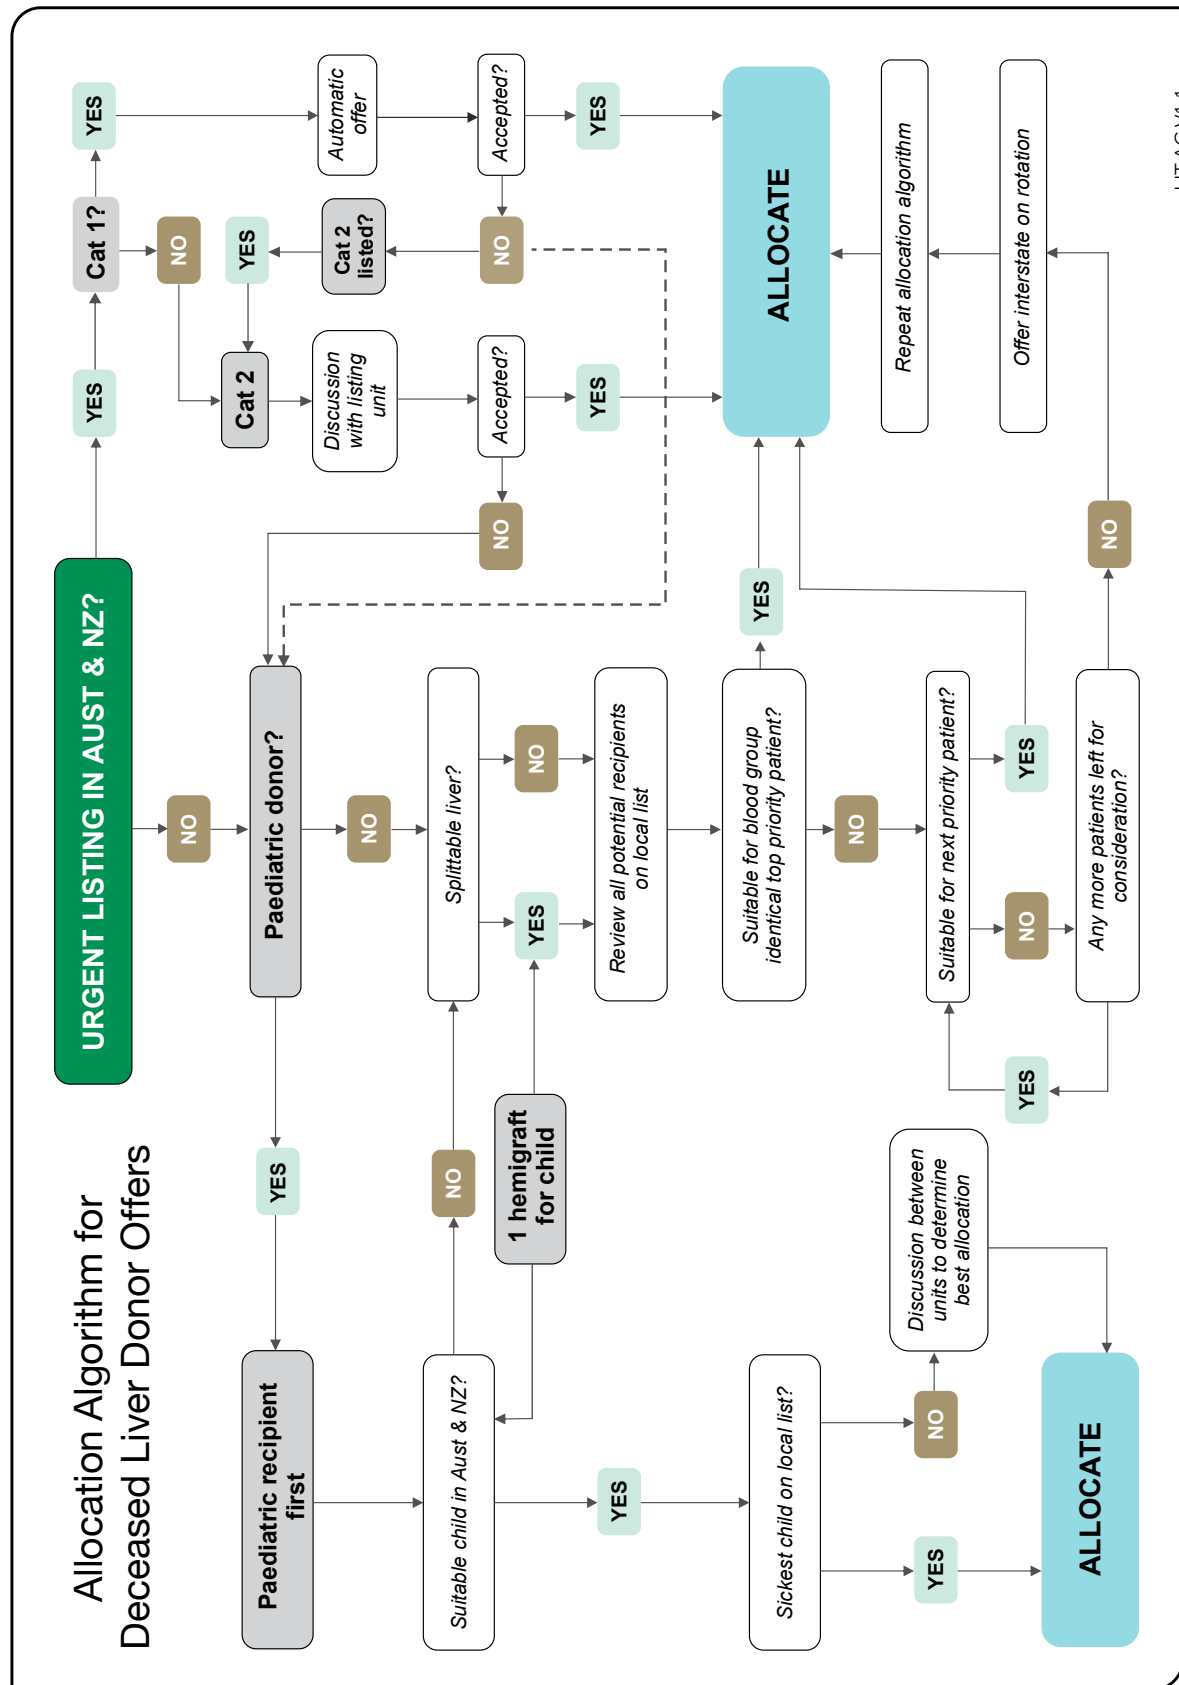 Allocation Algorithm for
Deceased Liver Donor Offers
URGENT LISTING IN AUST & NZ?
YES
Cat 1?
YES
NO
NO
Cat 2
YES
Cat 2
listed?
Automatic
offer
Discussion
with listing
unit
Accepted?
NO
YES
Accepted?
NO
YES
Paediatric recipient
first
YES
Paediatric donor?
NO
Suitable child in Aust & NZ?
NO
Splittable liver?
1 hemigraft
for child
YES
NO
YES
Review all potential recipients
on local list
Sickest child on local list?
Suitable for blood group
identical top priority patient?
YES
ALLOCATE
NO
YES
NO
Discussion between
units to determine
best allocation
Suitable for next priority patient?
Repeat allocation algorithm
YES
NO
YES
Offer interstate on rotation
ALLOCATE
Any more patients left for
consideration?
NO